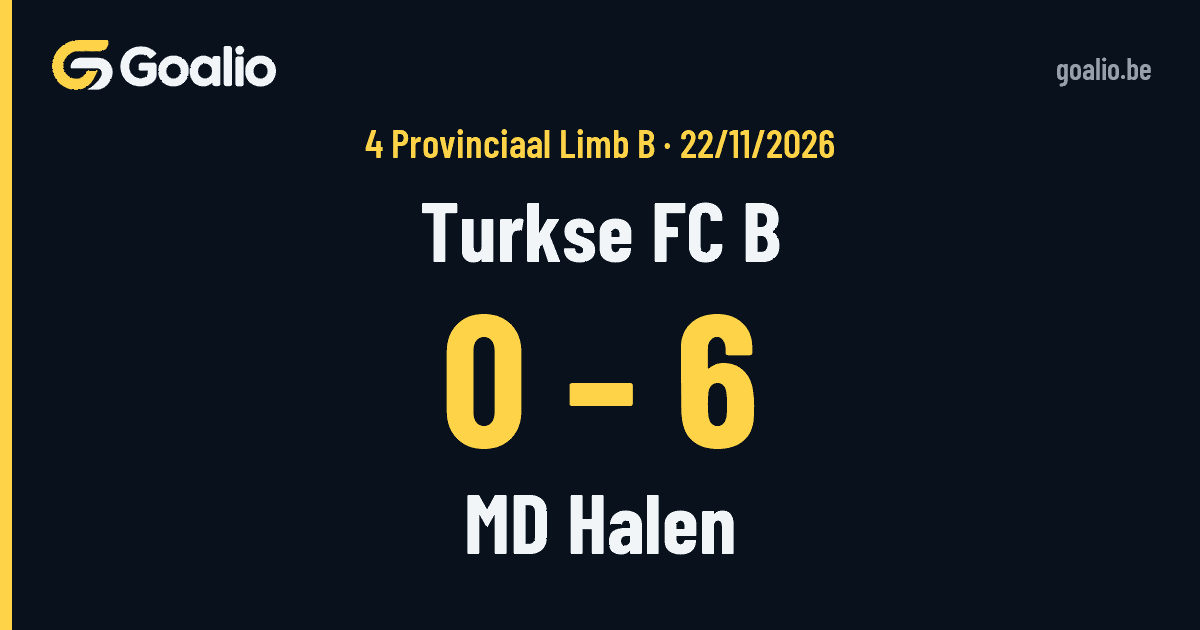 Goalio
goalio.be
4 Provinciaal Limb B · 22/11/2026
Turkse FC B
0 - 6
MD Halen